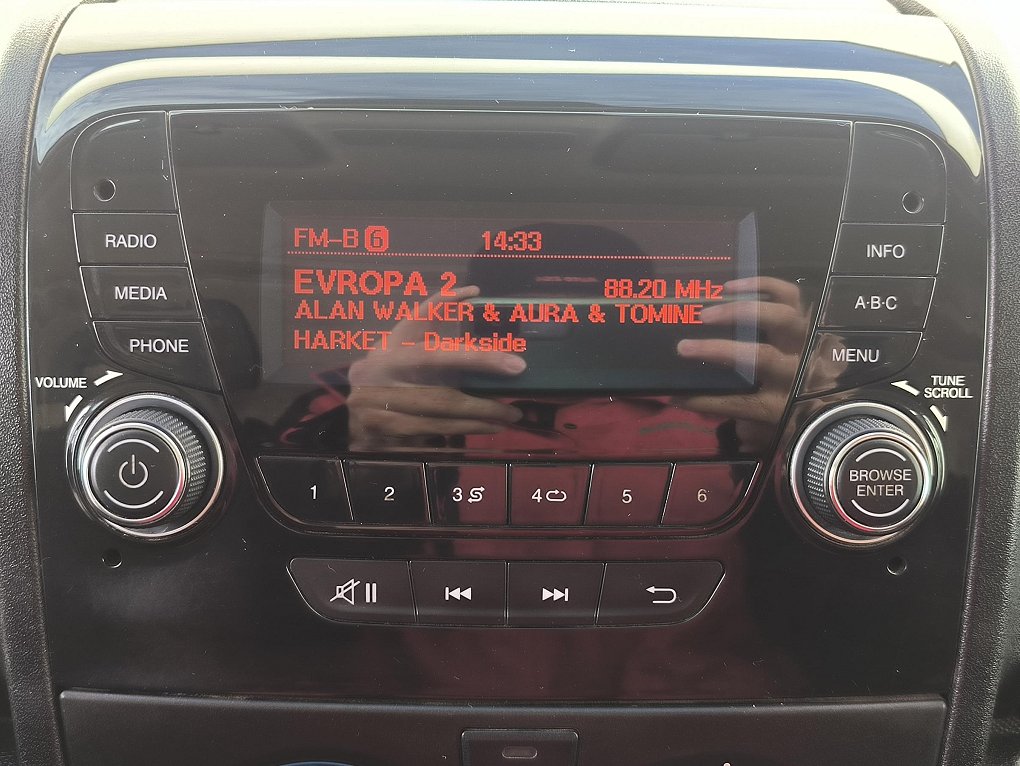 FM-B 6 14:33
EVROPA 2 88.20 MHz
ALAN WALKER & AURA & TOMINE
HARKET - Darkside
RADIO
MEDIA
PHONE
VOLUME
INFO
A·B·C
MENU
TUNE
SCROLL
BROWSE
ENTER
1 2 3 4 5 6